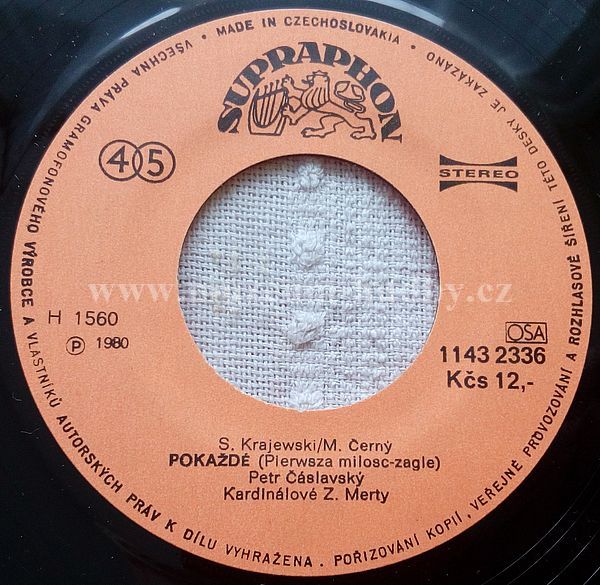 VŠECHNA PRÁVA GRAMOFONOVÉHO VÝROBCE A VLASTNÍKŮ AUTORSKÝCH PRÁV K DÍLU VYHRAŽENA. POŘIZOVÁNÍ KOPIÍ, VEŘEJNÉ PROVOZOVÁNÍ A ROZHLASOVÉ ŠÍŘENÍ TÉTO DESKY JE ZAKÁZÁNO
• MADE IN CZECHOSLOVAKIA •
SUPRAPHON
45
STEREO
H 1560
Ⓟ 1980
OSA
1143 2336
Kčs 12,-
S. Krajewski/M. Černý
POKAŽDÉ (Pierwsza milosc-zagle)
Petr Čáslavský
Kardinálové Z. Merty